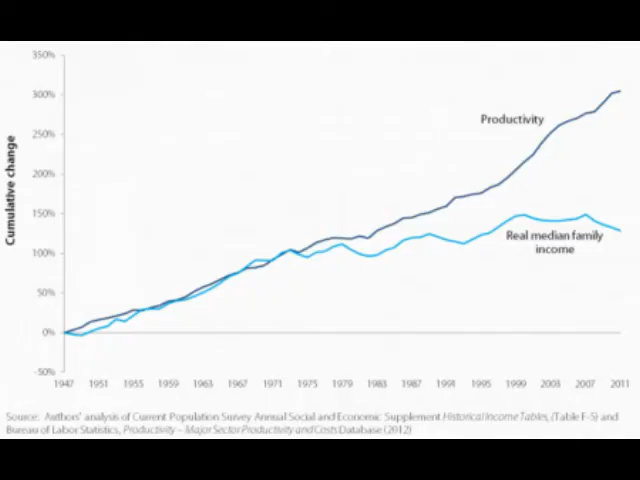 350%
300%
250%
200%
150%
100%
50%
0%
-50%
Cumulative change
Productivity
Real median family
income
1947 1951 1955 1959 1963 1967 1971 1975 1979 1983 1987 1991 1995 1999 2003 2007 2011
Source: Authors' analysis of Current Population Survey Annual Social and Economic Supplement Historical Income Tables, (Table F-5) and
Bureau of Labor Statistics, Productivity – Major Sector Productivity and Costs Database (2012)